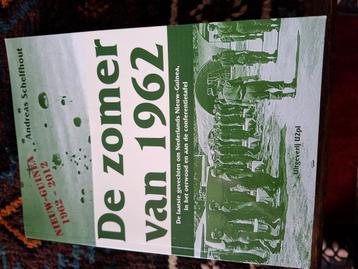 Andreas Schelfhout
NIEUW-GUINEA
1962 - 2012
De zomer
van 1962
De laatste gevechten om Nederlands Nieuw-Guinea,
in het oerwoud en aan de conferentietafel
Uitgeverij U2pi